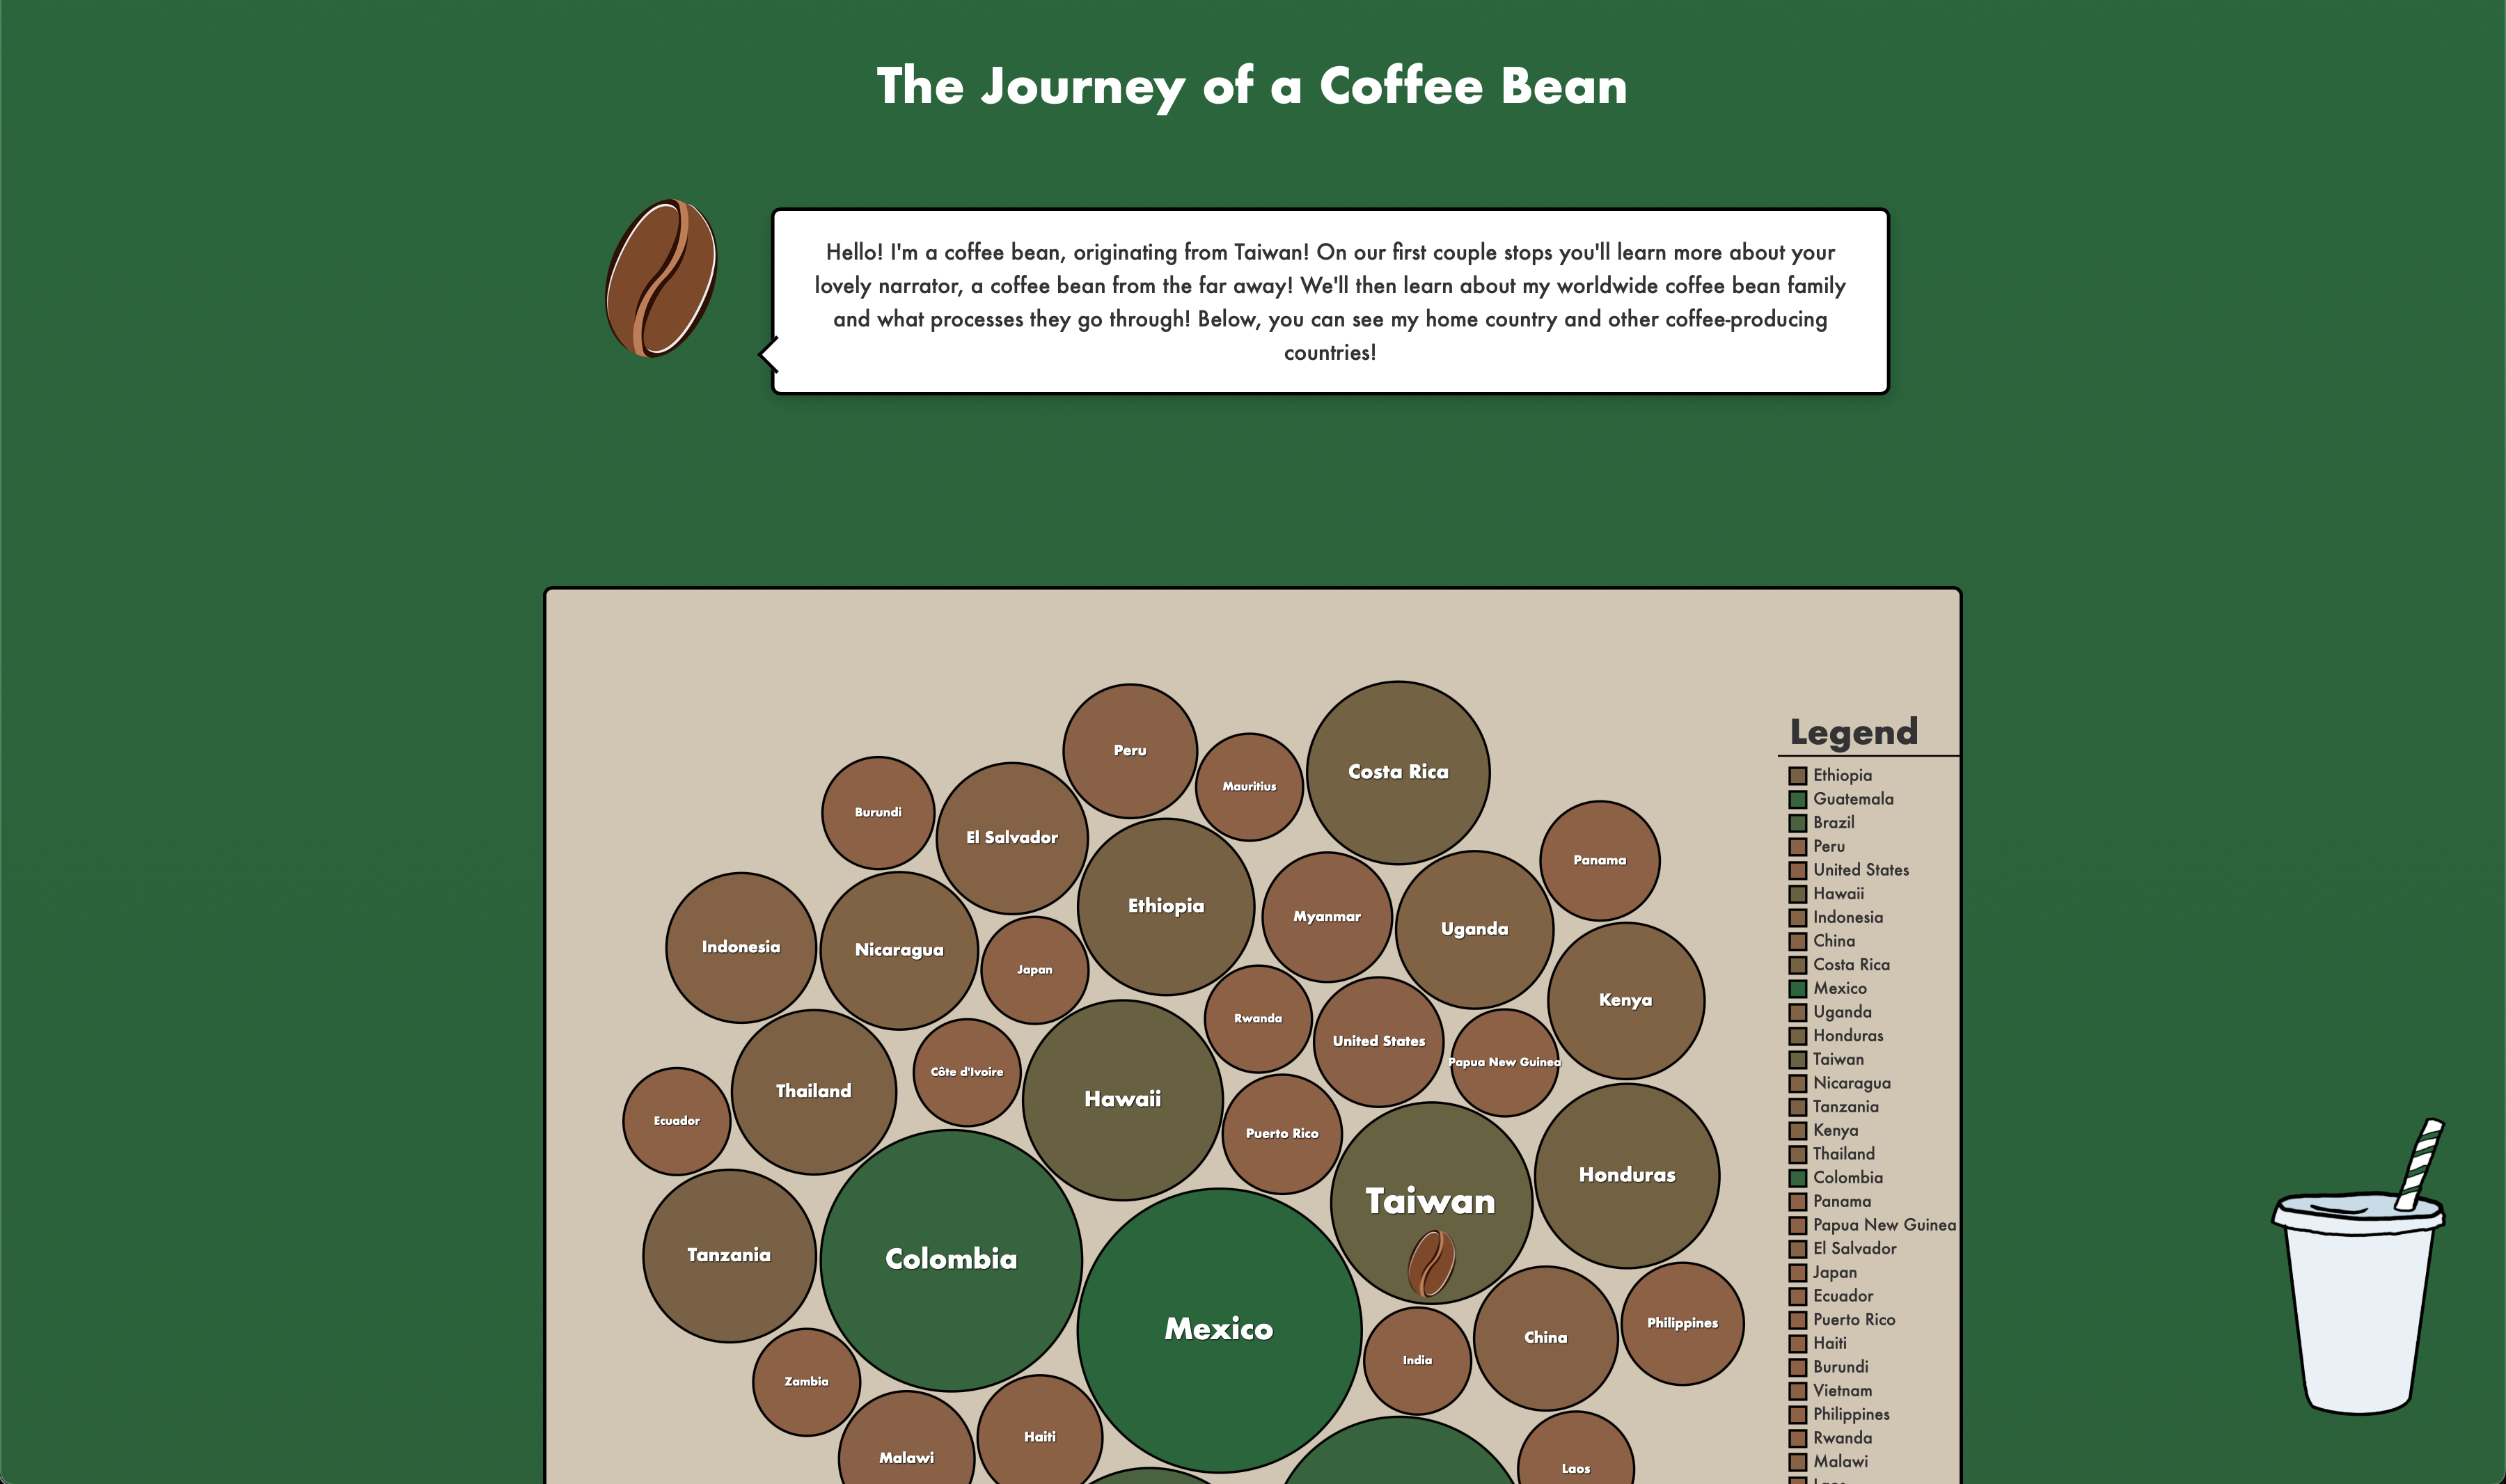 The Journey of a Coffee Bean
Hello! I'm a coffee bean, originating from Taiwan! On our first couple stops you'll learn more about your
lovely narrator, a coffee bean from the far away! We'll then learn about my worldwide coffee bean family
and what processes they go through! Below, you can see my home country and other coffee-producing
countries!
Peru
Costa Rica
Mauritius
Burundi
El Salvador
Panama
Ethiopia
Myanmar
Uganda
Indonesia
Nicaragua
Japan
Kenya
Rwanda
United States
Papua New Guinea
Côte d'Ivoire
Thailand
Hawaii
Ecuador
Puerto Rico
Honduras
Taiwan
Tanzania
Colombia
Mexico
Philippines
China
India
Zambia
Haiti
Malawi
Laos
Legend
Ethiopia
Guatemala
Brazil
Peru
United States
Hawaii
Indonesia
China
Costa Rica
Mexico
Uganda
Honduras
Taiwan
Nicaragua
Tanzania
Kenya
Thailand
Colombia
Panama
Papua New Guinea
El Salvador
Japan
Ecuador
Puerto Rico
Haiti
Burundi
Vietnam
Philippines
Rwanda
Malawi